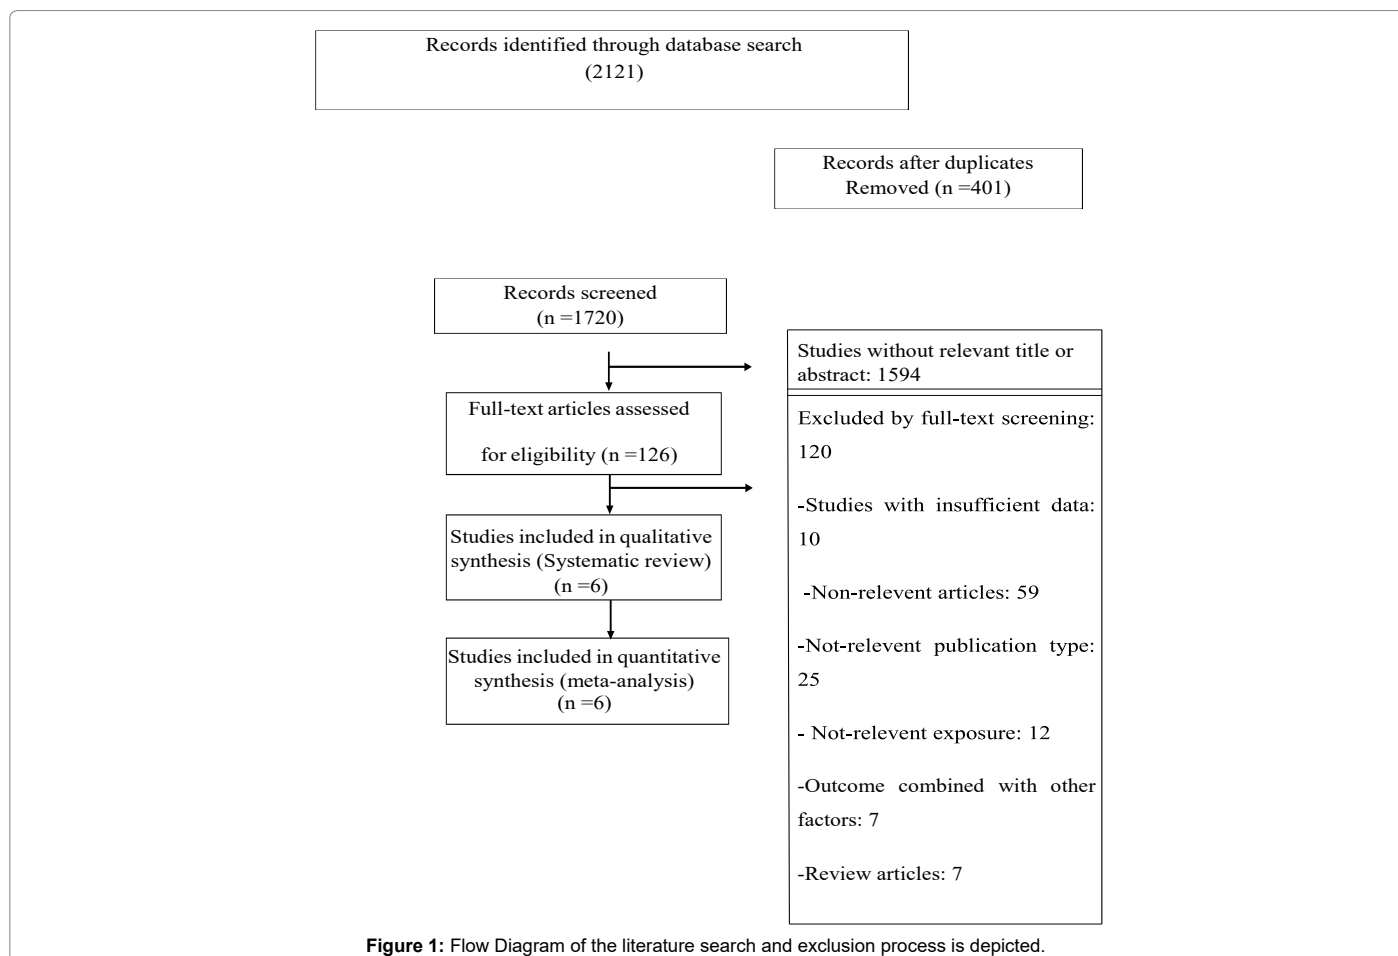 Records identified through database search
(2121)
Records after duplicates
Removed (n =401)
Records screened
(n =1720)
Studies without relevant title or
abstract: 1594
Full-text articles assessed
for eligibility (n =126)
Excluded by full-text screening:
120
-Studies with insufficient data:
10
-Non-relevant articles: 59
-Not-relevant publication type:
25
- Not-relevant exposure: 12
-Outcome combined with other
factors: 7
-Review articles: 7
Studies included in qualitative
synthesis (Systematic review)
(n =6)
Studies included in quantitative
synthesis (meta-analysis)
(n =6)
Figure 1: Flow Diagram of the literature search and exclusion process is depicted.